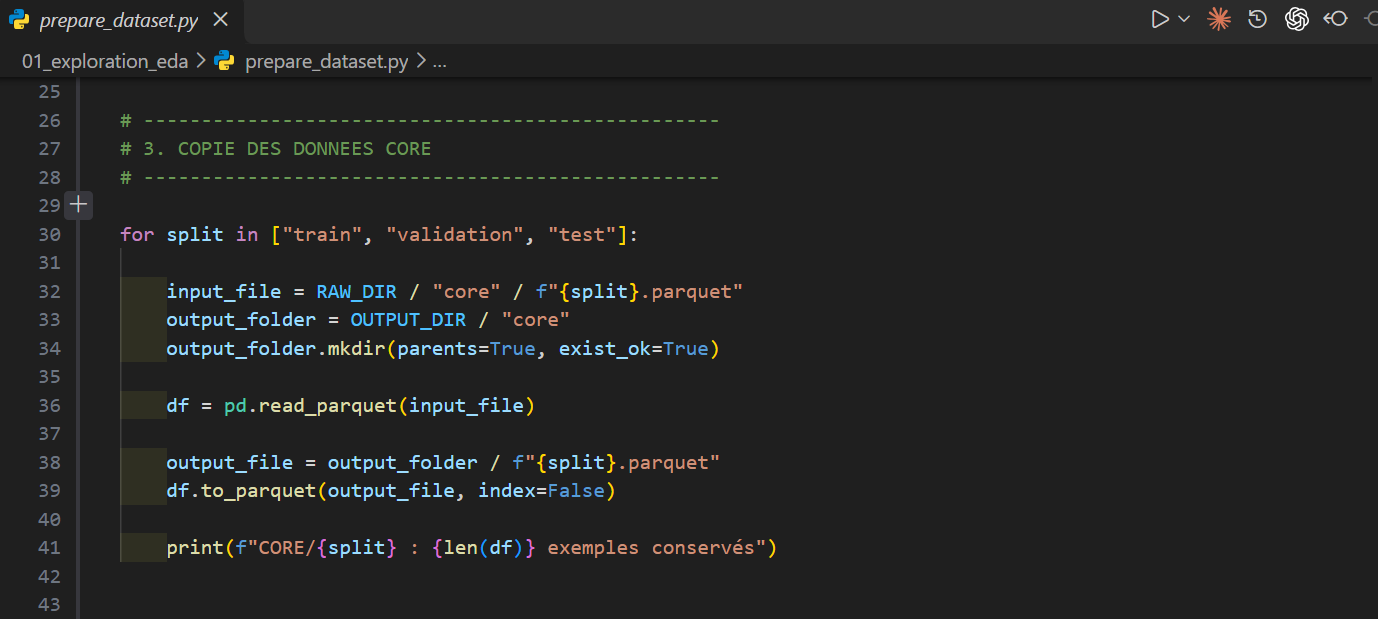 prepare_dataset.py
01_exploration_eda > prepare_dataset.py > ...
25
26 # --------------------------------------------------
27 # 3. COPIE DES DONNEES CORE
28 # --------------------------------------------------
29
30 for split in ["train", "validation", "test"]:
31
32     input_file = RAW_DIR / "core" / f"{split}.parquet"
33     output_folder = OUTPUT_DIR / "core"
34     output_folder.mkdir(parents=True, exist_ok=True)
35
36     df = pd.read_parquet(input_file)
37
38     output_file = output_folder / f"{split}.parquet"
39     df.to_parquet(output_file, index=False)
40
41     print(f"CORE/{split} : {len(df)} exemples conservés")
42
43